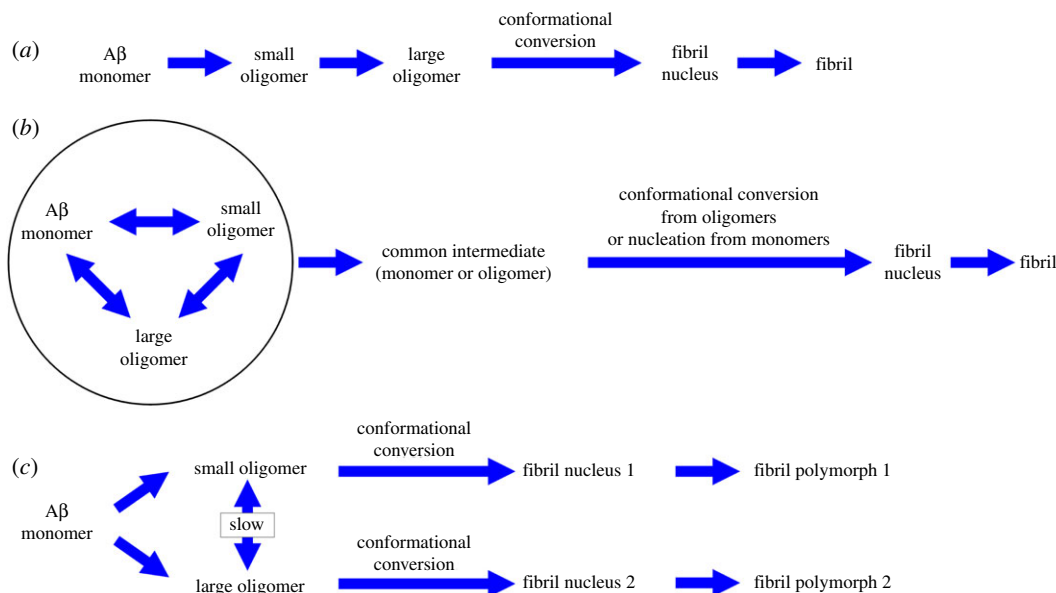 (a)
Aβ
monomer
small
oligomer
large
oligomer
conformational
conversion
fibril
nucleus
fibril
(b)
Aβ
monomer
small
oligomer
large
oligomer
common intermediate
(monomer or oligomer)
conformational conversion
from oligomers
or nucleation from monomers
fibril
nucleus
fibril
(c)
Aβ
monomer
small oligomer
slow
large oligomer
conformational
conversion
fibril nucleus 1
fibril polymorph 1
conformational
conversion
fibril nucleus 2
fibril polymorph 2